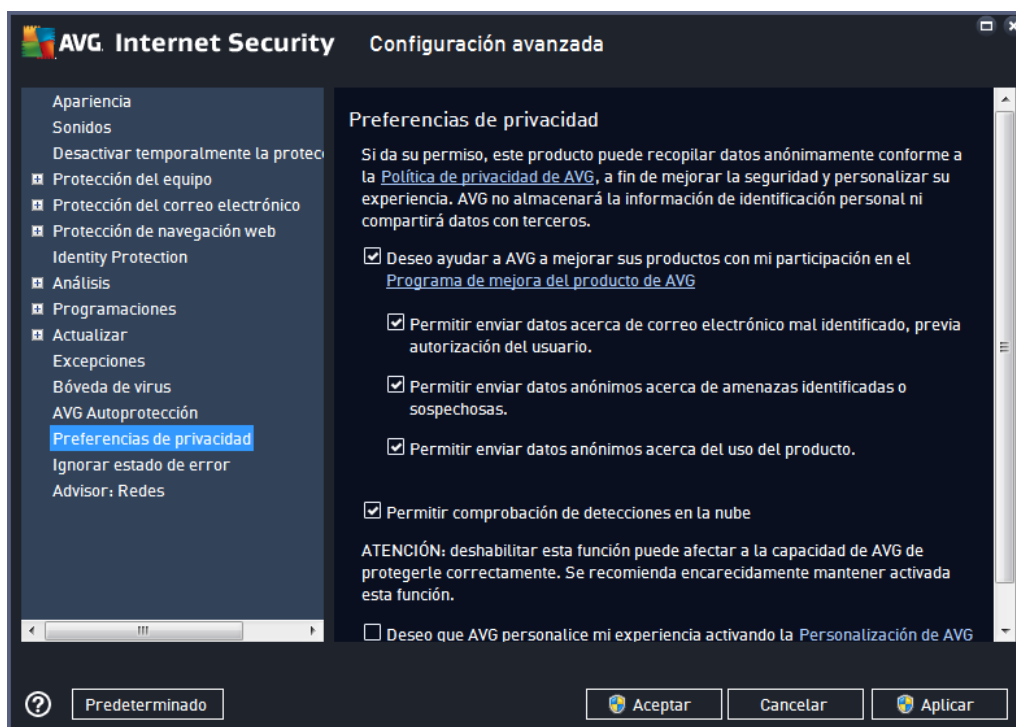 AVG. Internet Security
Configuración avanzada
Apariencia
Sonidos
Desactivar temporalmente la protec
Protección del equipo
Protección del correo electrónico
Protección de navegación web
Identity Protection
Análisis
Programaciones
Actualizar
Excepciones
Bóveda de virus
AVG Autoprotección
Preferencias de privacidad
Ignorar estado de error
Advisor: Redes
Preferencias de privacidad
Si da su permiso, este producto puede recopilar datos anónimamente conforme a
la Política de privacidad de AVG, a fin de mejorar la seguridad y personalizar su
experiencia. AVG no almacenará la información de identificación personal ni
compartirá datos con terceros.
Deseo ayudar a AVG a mejorar sus productos con mi participación en el
Programa de mejora del producto de AVG
Permitir enviar datos acerca de correo electrónico mal identificado, previa
autorización del usuario.
Permitir enviar datos anónimos acerca de amenazas identificadas o
sospechosas.
Permitir enviar datos anónimos acerca del uso del producto.
Permitir comprobación de detecciones en la nube
ATENCIÓN: deshabilitar esta función puede afectar a la capacidad de AVG de
protegerle correctamente. Se recomienda encarecidamente mantener activada
esta función.
Deseo que AVG personalice mi experiencia activando la Personalización de AVG
Predeterminado
Aceptar
Cancelar
Aplicar